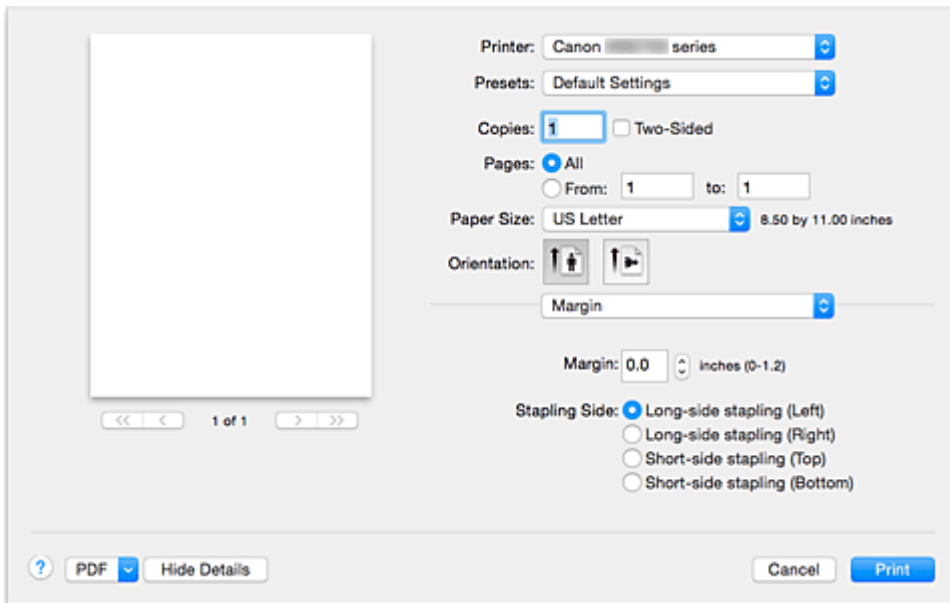 Printer: Canon series
Presets: Default Settings
Copies: 1 Two-Sided
Pages: All
From: 1 to: 1
Paper Size: US Letter 8.50 by 11.00 inches
Orientation:
Margin
Margin: 0.0 inches (0-1.2)
Stapling Side: Long-side stapling (Left)
Long-side stapling (Right)
Short-side stapling (Top)
Short-side stapling (Bottom)
<< < 1 of 1 > >>
? PDF Hide Details Cancel Print